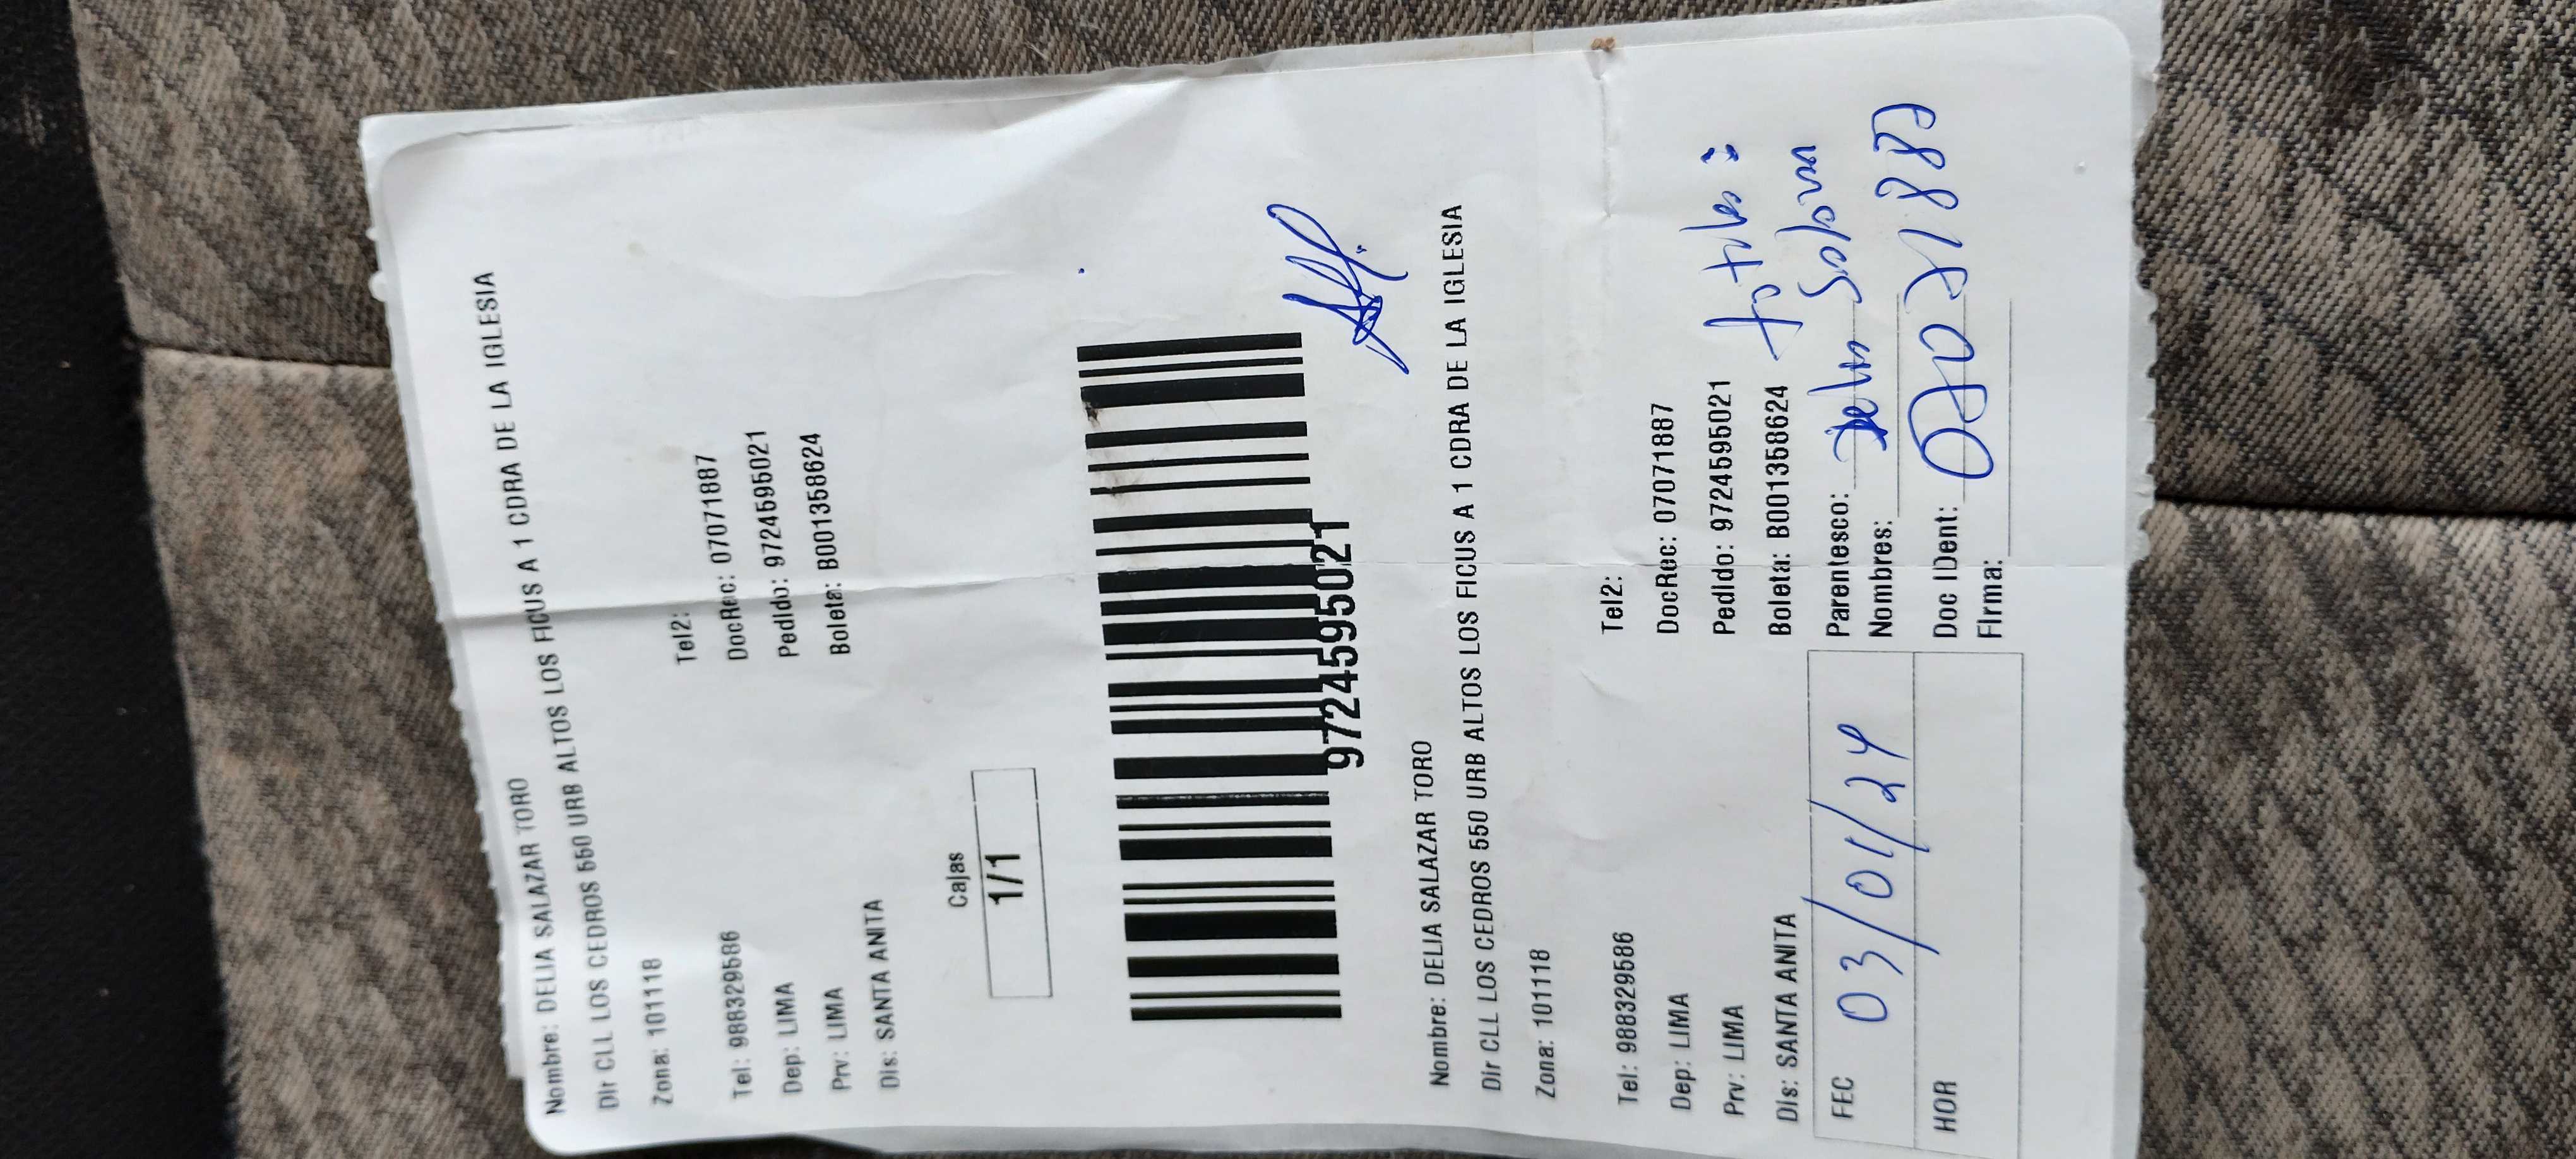 Nombre: DELIA SALAZAR TORO
Dir CLL LOS CEDROS 550 URB ALTOS LOS FICUS A 1 CDRA DE LA IGLESIA
Zona: 101118
Tel: 988329586
Tel2:
Dep: LIMA
DocRec: 07071887
Prv: LIMA
Pedido: 9724595021
Dis: SANTA ANITA
Boleta: B001358624
Cajas
1/1
9724595021
Nombre: DELIA SALAZAR TORO
Dir CLL LOS CEDROS 550 URB ALTOS LOS FICUS A 1 CDRA DE LA IGLESIA
Zona: 101118
Tel: 988329586
Tel2:
Dep: LIMA
DocRec: 07071887
Prv: LIMA
Pedido: 9724595021
Dis: SANTA ANITA
Boleta: B001358624
FEC 03/01/24
Parentesco:
Nombres:
HOR
Doc IDent:
Firma: